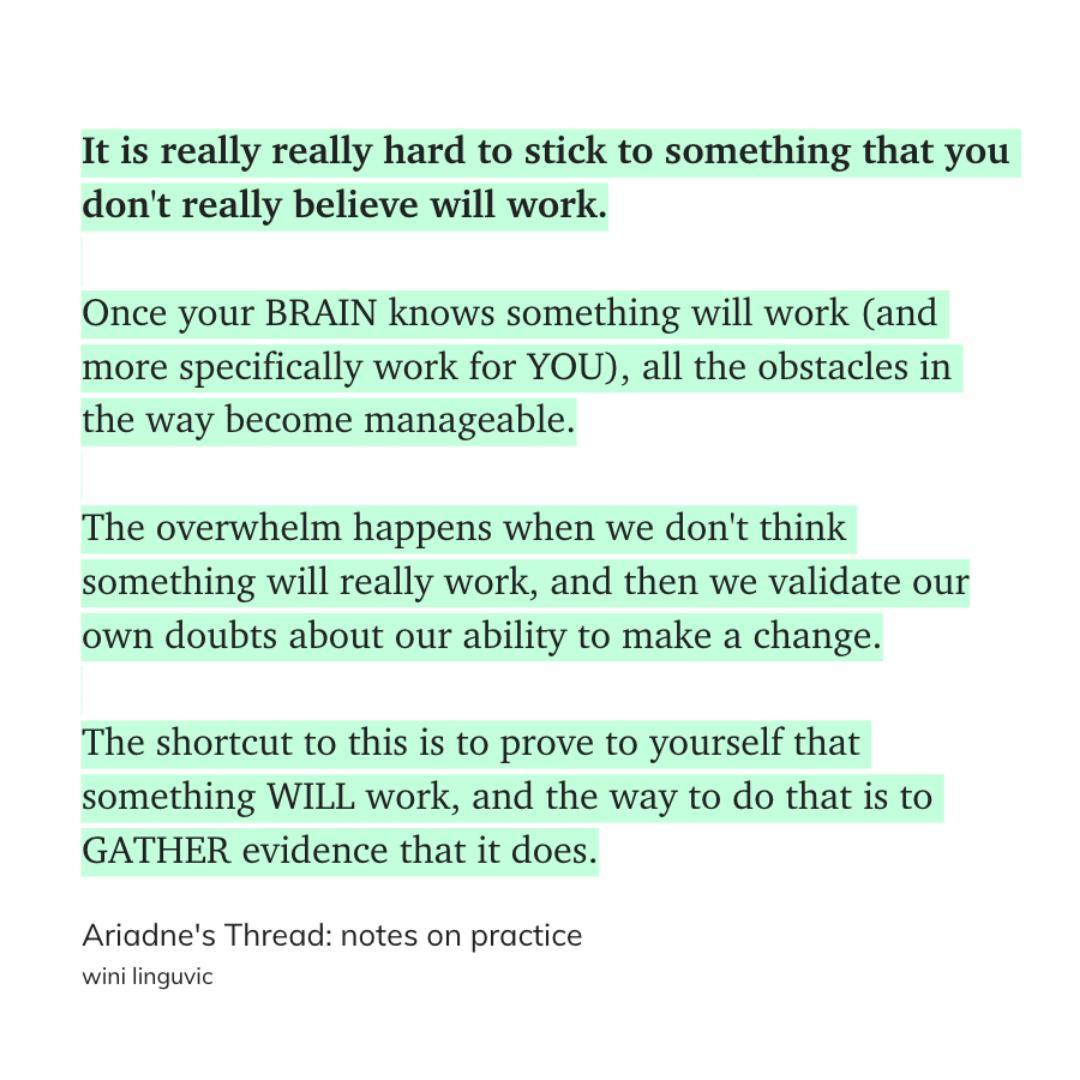 It is really really hard to stick to something that you
don't really believe will work.
Once your BRAIN knows something will work (and
more specifically work for YOU), all the obstacles in
the way become manageable.
The overwhelm happens when we don't think
something will really work, and then we validate our
own doubts about our ability to make a change.
The shortcut to this is to prove to yourself that
something WILL work, and the way to do that is to
GATHER evidence that it does.
Ariadne's Thread: notes on practice
wini linguvic